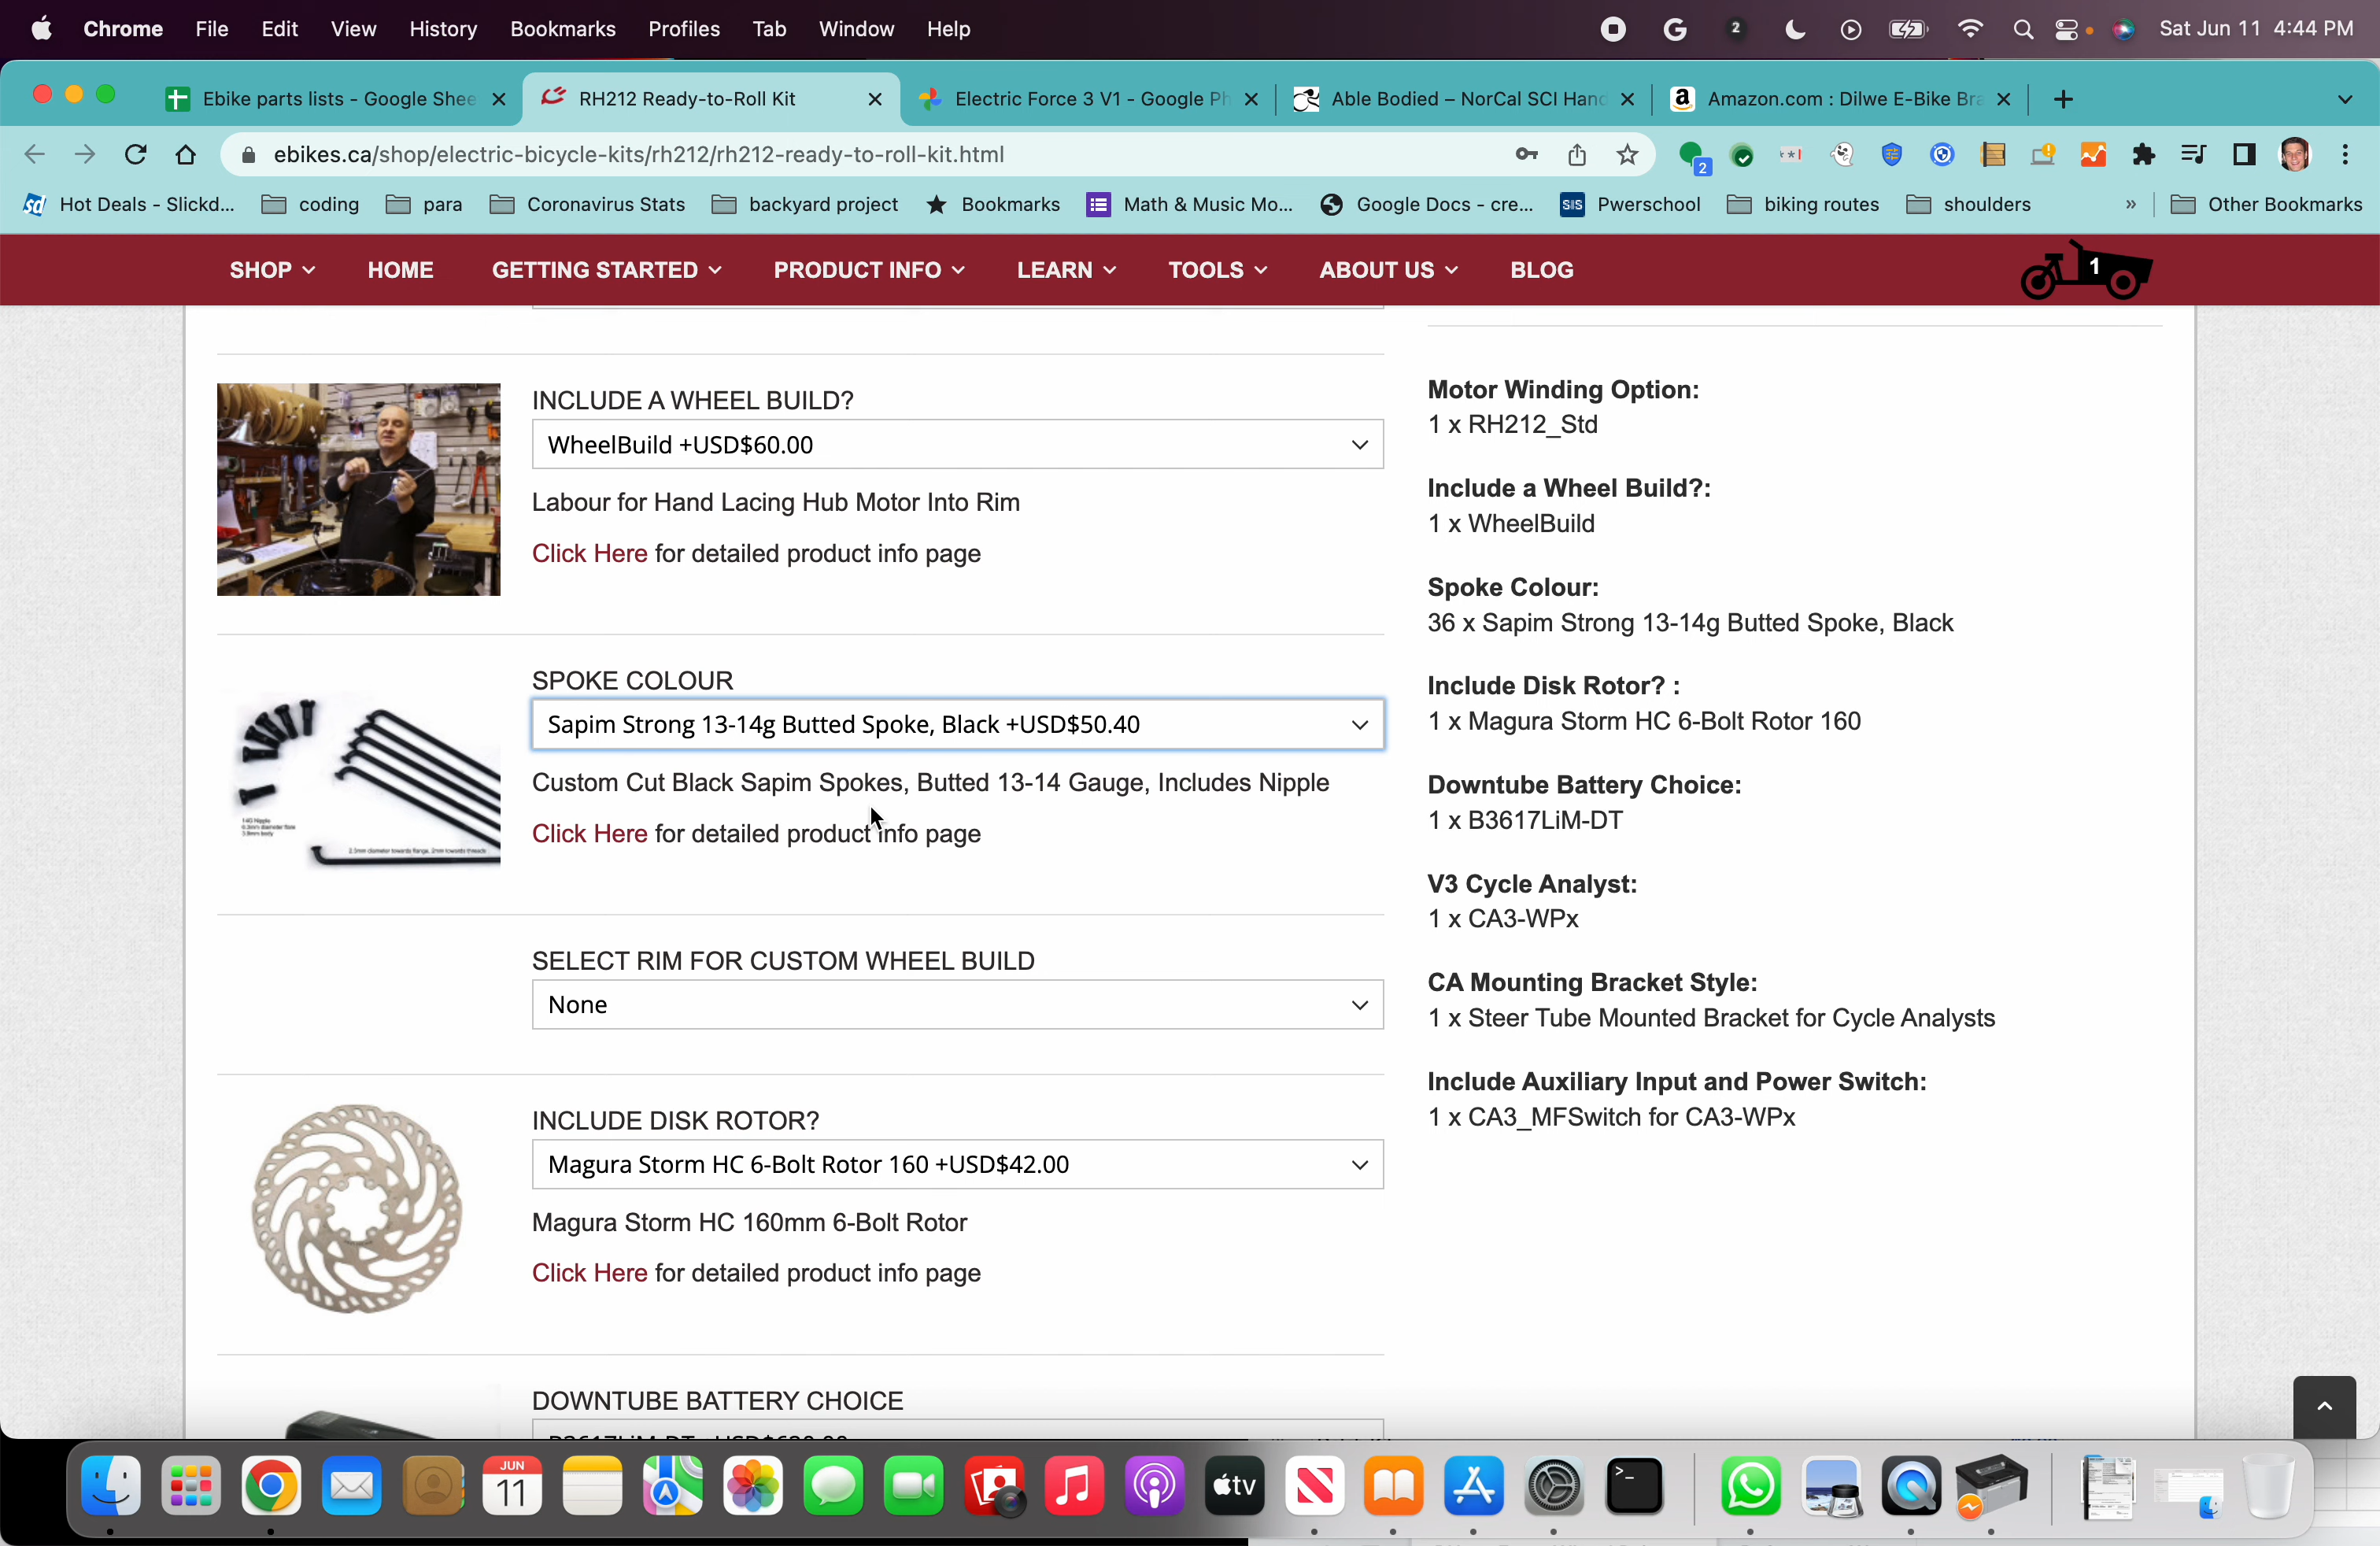 Chrome File Edit View History Bookmarks Profiles Tab Window Help 2 Sat Jun 11 4:44 PM
Ebike parts lists - Google Shee RH212 Ready-to-Roll Kit Electric Force 3 V1 - Google Ph Able Bodied – NorCal SCI Hand Amazon.com : Dilwe E-Bike Bra
ebikes.ca/shop/electric-bicycle-kits/rh212/rh212-ready-to-roll-kit.html 2
Hot Deals - Slickd... coding para Coronavirus Stats backyard project Bookmarks Math & Music Mo... Google Docs - cre... SIS Pwerschool biking routes shoulders » Other Bookmarks
SHOP HOME GETTING STARTED PRODUCT INFO LEARN TOOLS ABOUT US BLOG 1
INCLUDE A WHEEL BUILD?
WheelBuild +USD$60.00
Labour for Hand Lacing Hub Motor Into Rim
Click Here for detailed product info page
SPOKE COLOUR
Sapim Strong 13-14g Butted Spoke, Black +USD$50.40
Custom Cut Black Sapim Spokes, Butted 13-14 Gauge, Includes Nipple
Click Here for detailed product info page
SELECT RIM FOR CUSTOM WHEEL BUILD
None
INCLUDE DISK ROTOR?
Magura Storm HC 6-Bolt Rotor 160 +USD$42.00
Magura Storm HC 160mm 6-Bolt Rotor
Click Here for detailed product info page
DOWNTUBE BATTERY CHOICE
Motor Winding Option:
1 x RH212_Std
Include a Wheel Build?:
1 x WheelBuild
Spoke Colour:
36 x Sapim Strong 13-14g Butted Spoke, Black
Include Disk Rotor? :
1 x Magura Storm HC 6-Bolt Rotor 160
Downtube Battery Choice:
1 x B3617LiM-DT
V3 Cycle Analyst:
1 x CA3-WPx
CA Mounting Bracket Style:
1 x Steer Tube Mounted Bracket for Cycle Analysts
Include Auxiliary Input and Power Switch:
1 x CA3_MFSwitch for CA3-WPx
JUN
11
tv